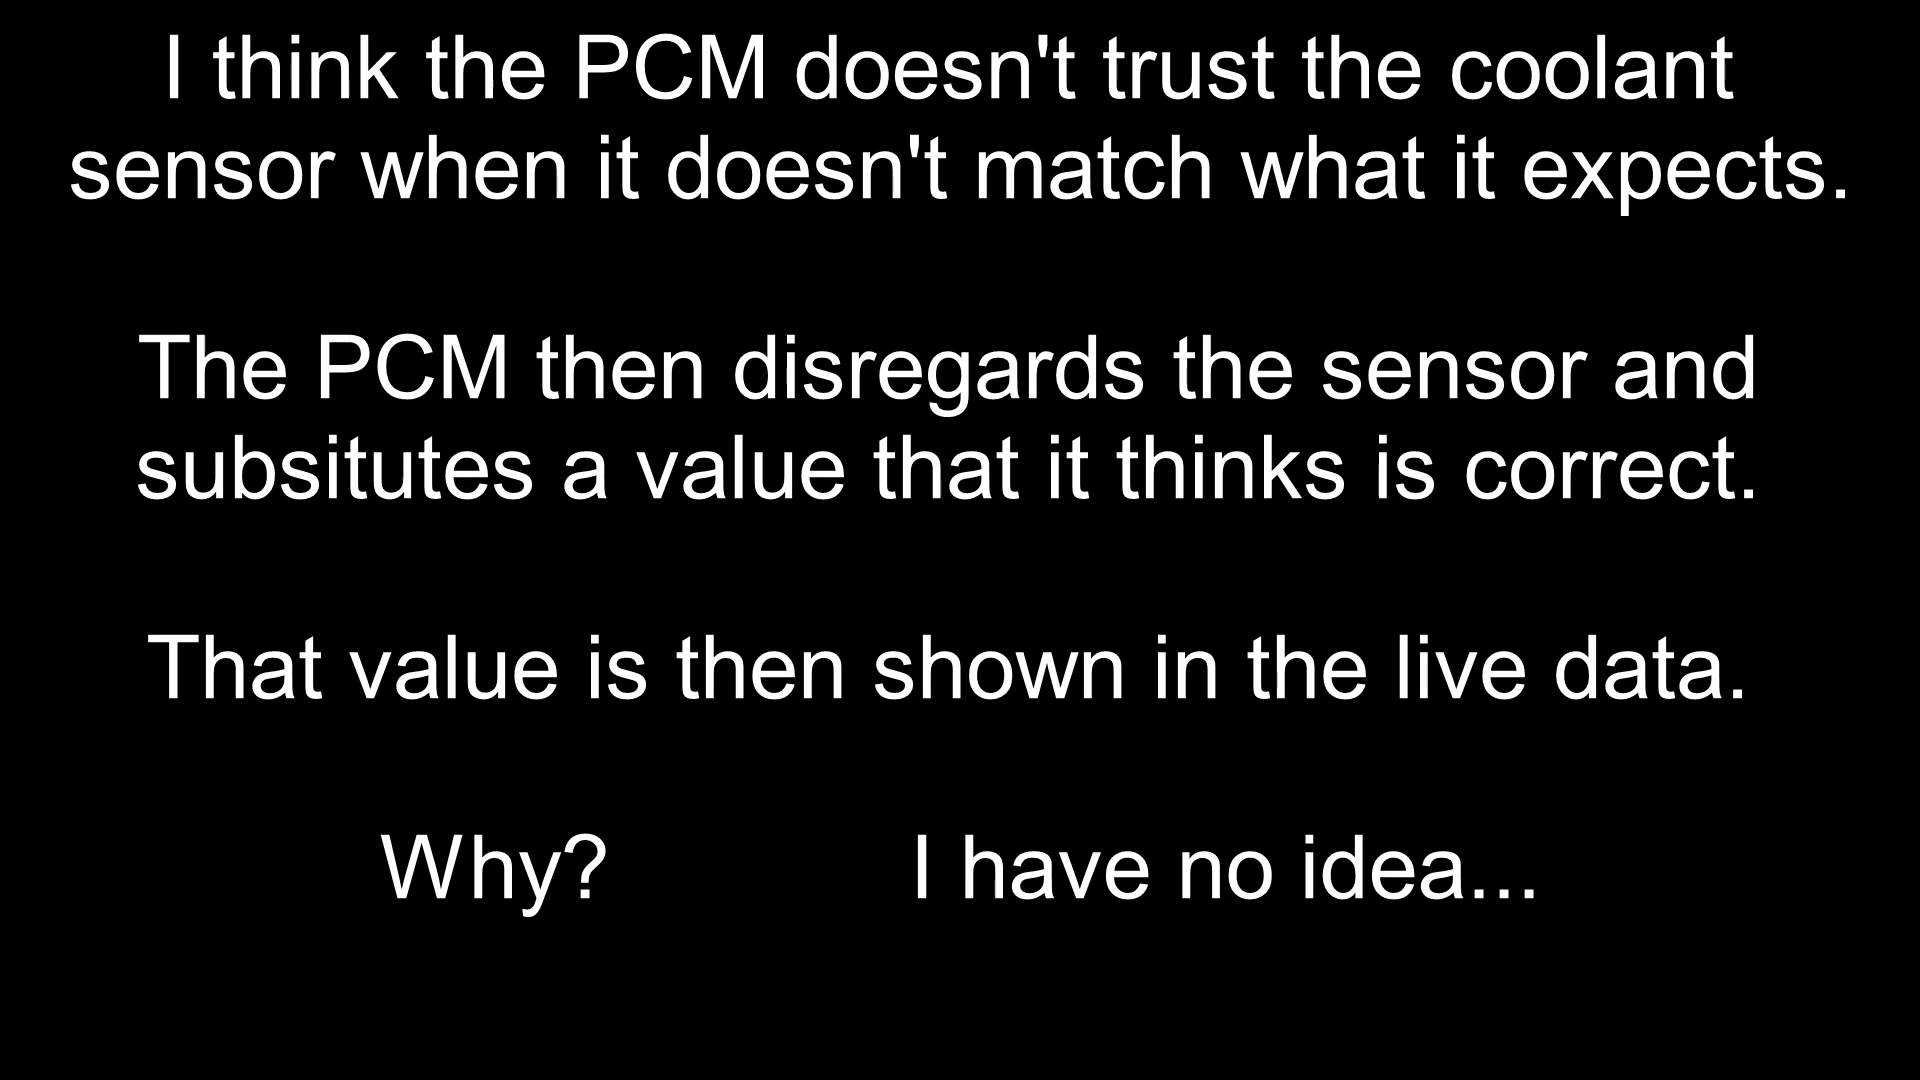 I think the PCM doesn't trust the coolant
sensor when it doesn't match what it expects.
The PCM then disregards the sensor and
subsitutes a value that it thinks is correct.
That value is then shown in the live data.
Why? I have no idea...